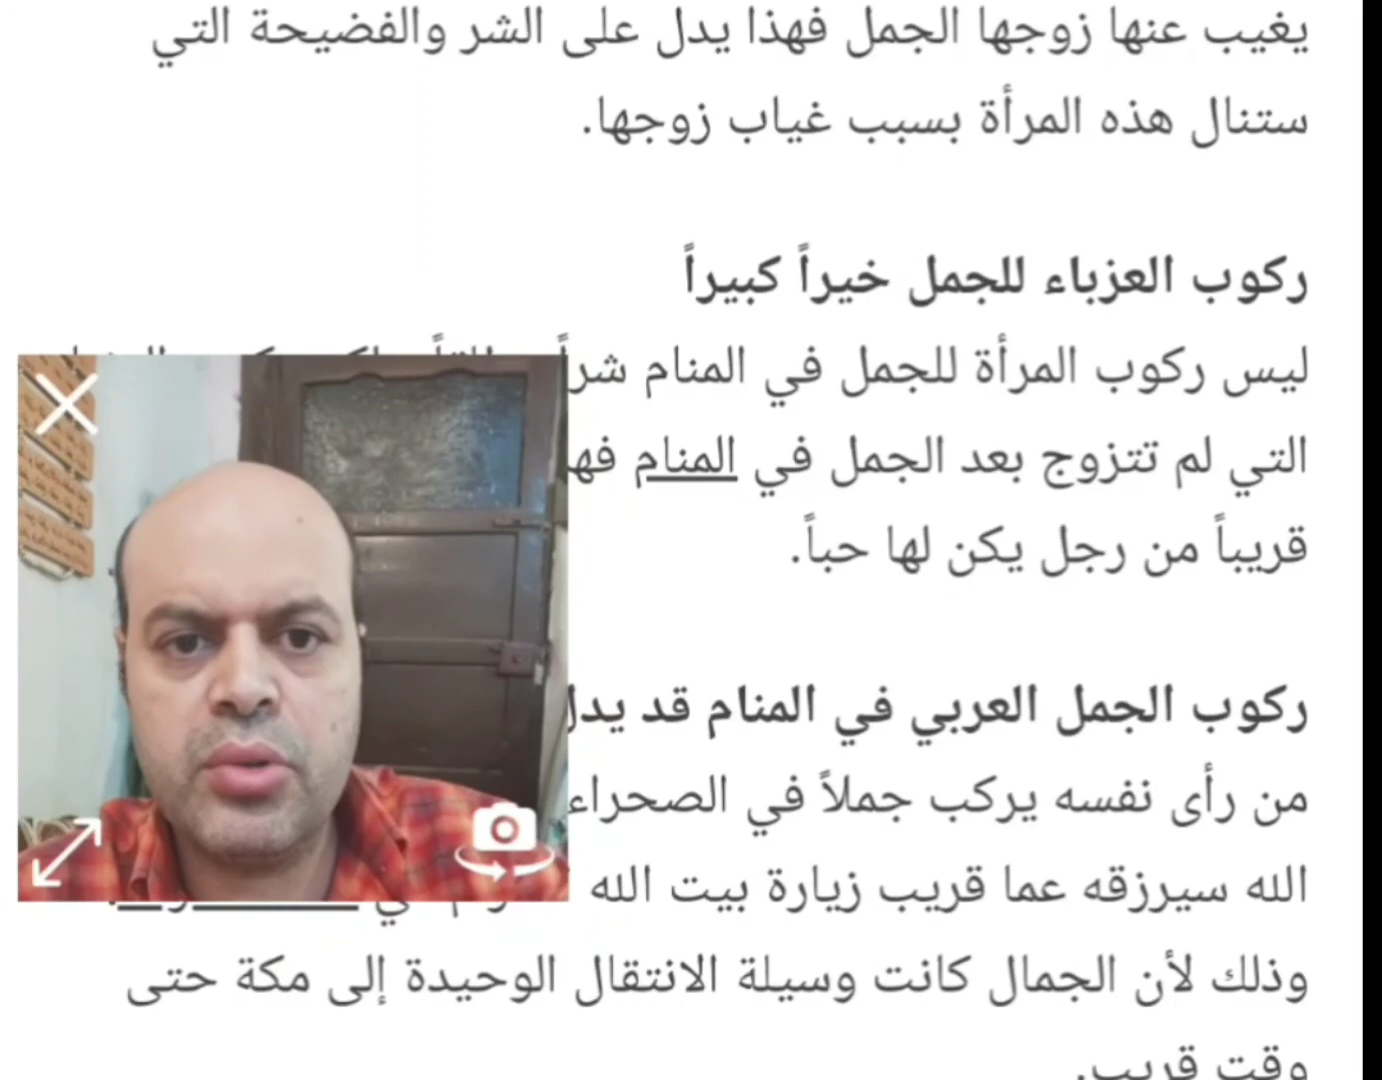 يغيب عنها زوجها الجمل فهذا يدل على الشر والفضيحة التي
ستنال هذه المرأة بسبب غياب زوجها.
ركوب العزباء للجمل خيراً كبيراً
ليس ركوب المرأة للجمل في المنام شراً
التي لم تتزوج بعد الجمل في المنام
قريباً من رجل يكن لها حباً.
ركوب الجمل العربي في المنام قد يدل
من رأى نفسه يركب جملاً في الصحراء
الله سيرزقه عما قريب زيارة بيت الله
وذلك لأن الجمال كانت وسيلة الانتقال الوحيدة إلى مكة حتى
وقت قريب.